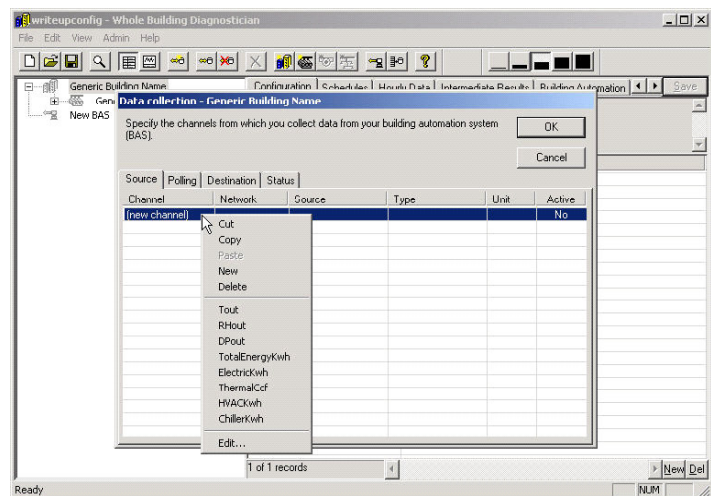 writeupconfig - Whole Building Diagnostician
File Edit View Admin Help
Generic Building Name
Configuration Schedules Hourly Data Intermediate Results Building Automation Save
Gene
New BAS
Data collection - Generic Building Name
Specify the channels from which you collect data from your building automation system
(BAS).
OK
Cancel
Source Polling Destination Status
Channel Network Source Type Unit Active
(new channel) No
Cut
Copy
Paste
New
Delete
Tout
RHout
DPout
TotalEnergyKwh
ElectricKwh
ThermalCcf
HVACKwh
ChillerKwh
Edit...
1 of 1 records
New Del
Ready NUM